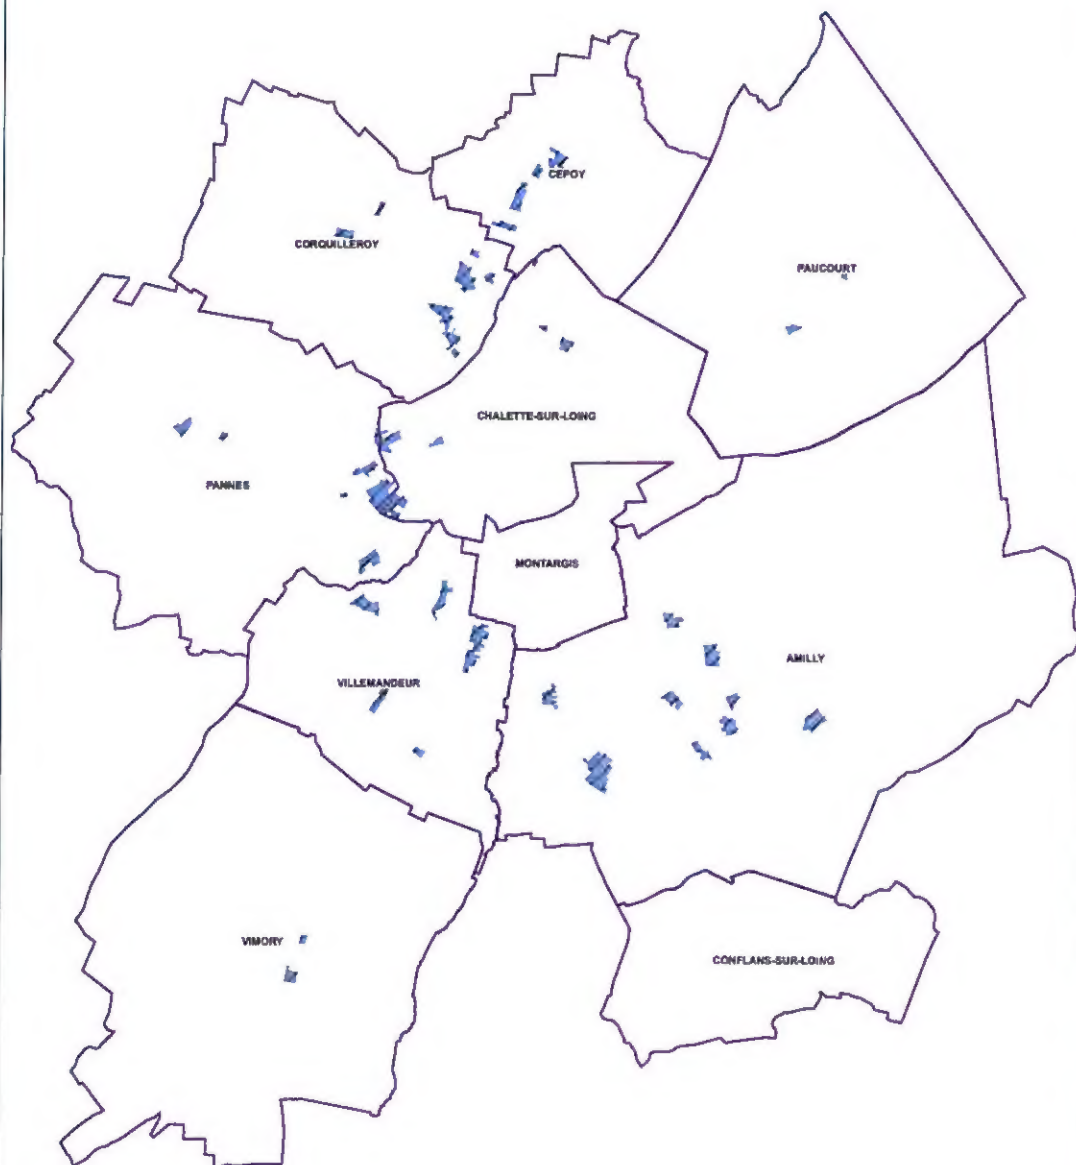 CEPOY
CORQUILLEROY
PAUCOURT
CHALETTE-SUR-LOING
PANNES
MONTARGIS
AMILLY
VILLEMANDEUR
VIMORY
CONFLANS-SUR-LOING